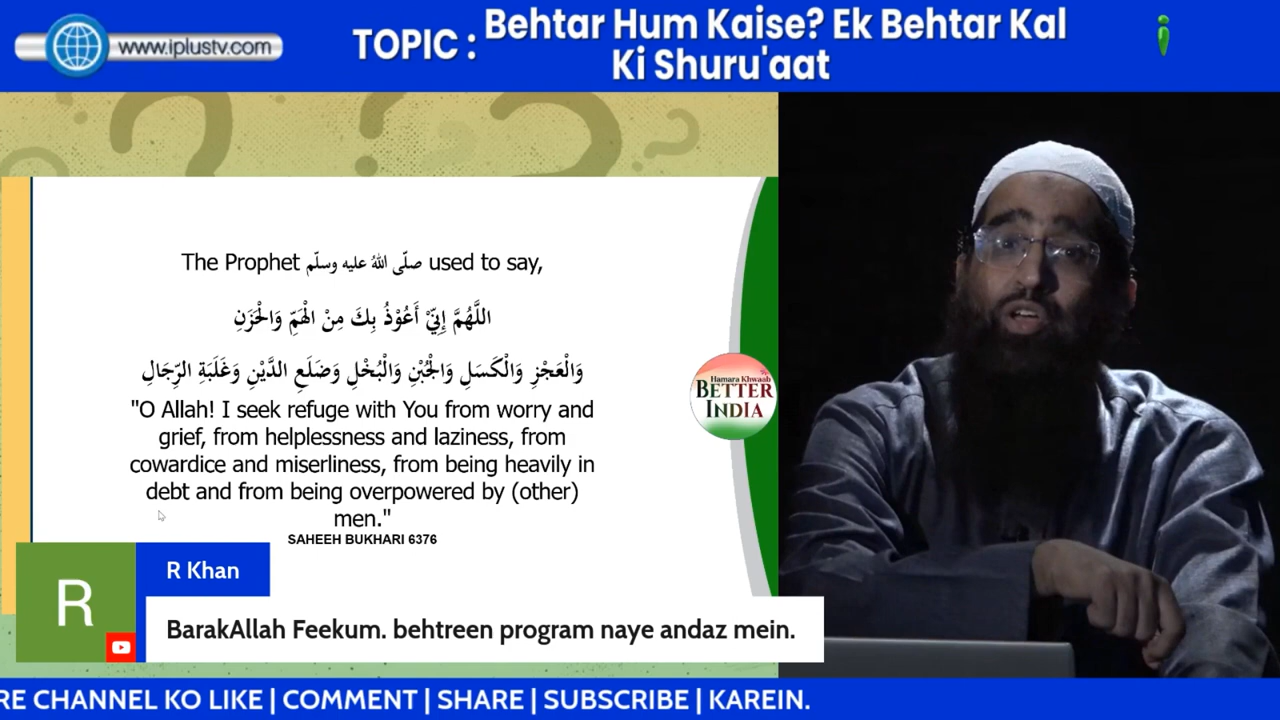 www.iplustv.com
TOPIC : Behtar Hum Kaise? Ek Behtar Kal
Ki Shuru'aat
The Prophet صلّى اللهُ عليه وسلّم used to say,
اللَّهُمَّ إِنِّيْ أَعُوْذُ بِكَ مِنْ الْهَمِّ وَالْحَزَنِ
وَالْعَجْزِ وَالْكَسَلِ وَالْجُبْنِ وَالْبُخْلِ وَضَلَعِ الدَّيْنِ وَغَلَبَةِ الرِّجَالِ
"O Allah! I seek refuge with You from worry and
grief, from helplessness and laziness, from
cowardice and miserliness, from being heavily in
debt and from being overpowered by (other)
men."
SAHEEH BUKHARI 6376
Hamara Khwaab
BETTER
INDIA
R
R Khan
BarakAllah Feekum. behtreen program naye andaz mein.
RE CHANNEL KO LIKE | COMMENT | SHARE | SUBSCRIBE | KAREIN.